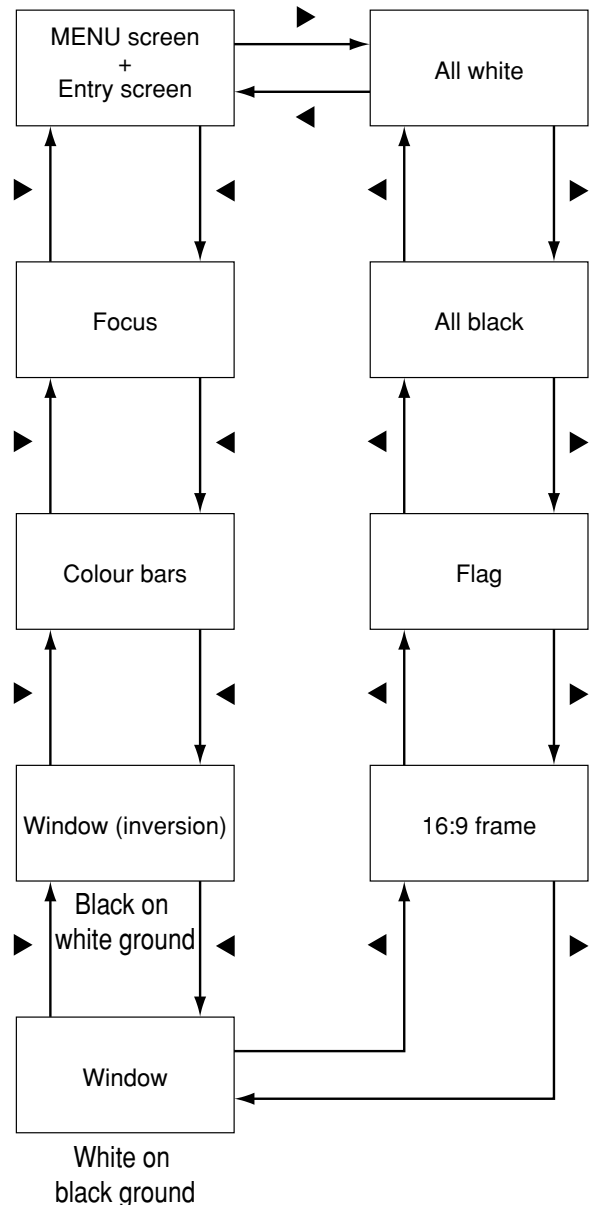 MENU screen
+
Entry screen
All white
Focus
All black
Colour bars
Flag
Window (inversion)
16:9 frame
Black on
white ground
Window
White on
black ground